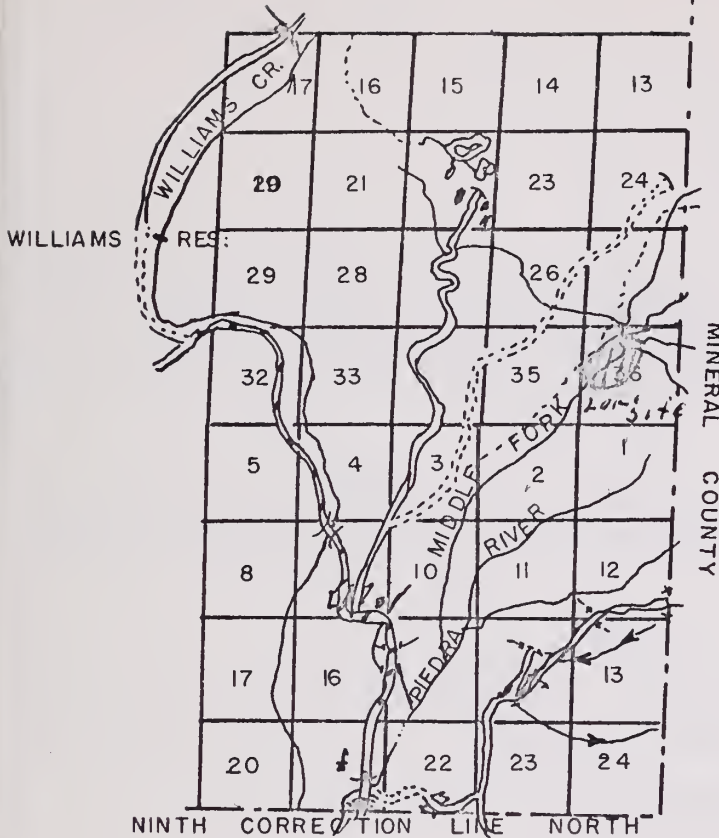 WILLIAMS CR.
17 16 15 14 13
20 21 23 24
WILLIAMS RES.
29 28 26
32 33 35 36
MINERAL COUNTY
MIDDLE FORK
5 4 3 2 1
PIEDRA RIVER
8 10 11 12
17 16 13
20 22 23 24
NINTH CORRECTION LINE NORTH